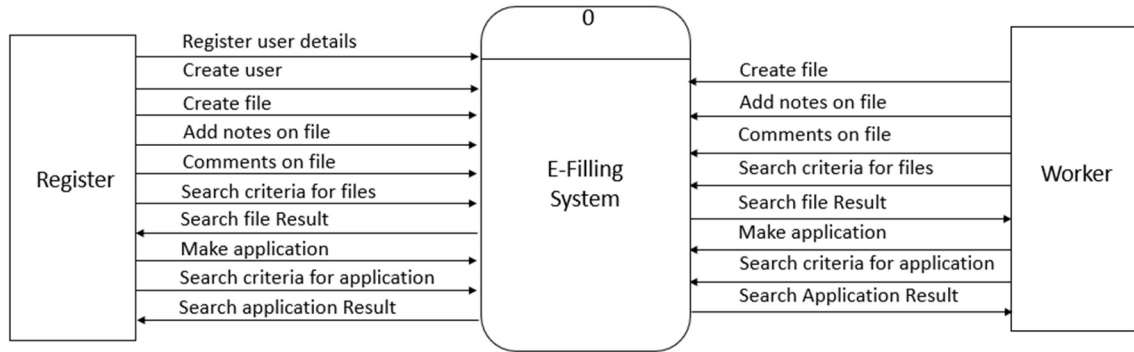 0
Register user details
Create user
Create file
Add notes on file
Comments on file
Search criteria for files
Search file Result
Make application
Search criteria for application
Search application Result
Register
E-Filling
System
Create file
Add notes on file
Comments on file
Search criteria for files
Search file Result
Make application
Search criteria for application
Search Application Result
Worker